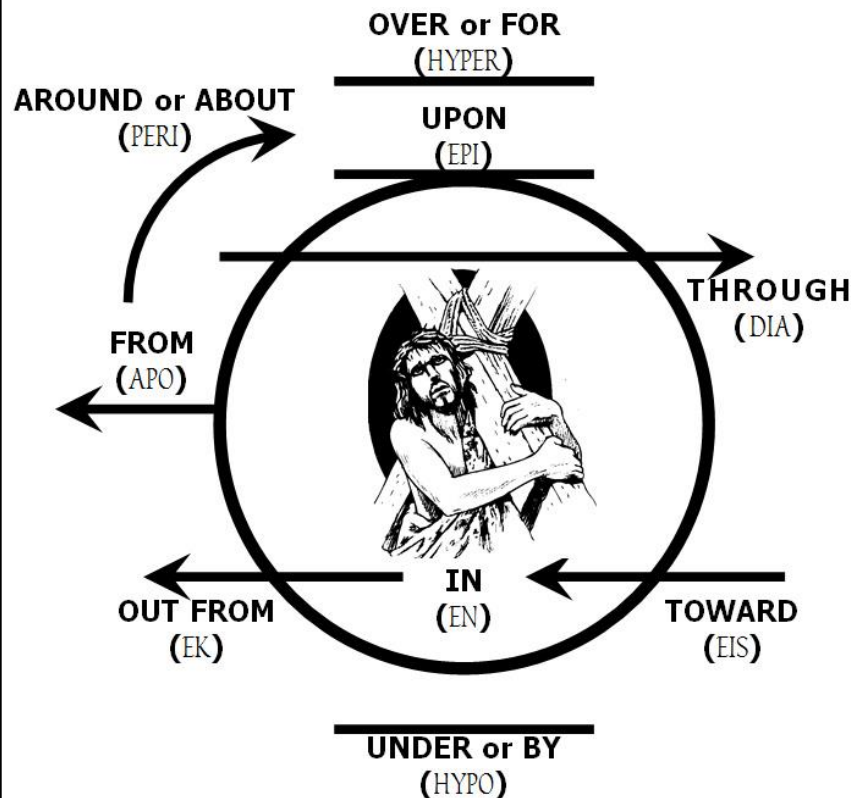 OVER or FOR
(HYPER)
AROUND or ABOUT
(PERI)
UPON
(EPI)
THROUGH
(DIA)
FROM
(APO)
OUT FROM
(EK)
IN
(EN)
TOWARD
(EIS)
UNDER or BY
(HYPO)